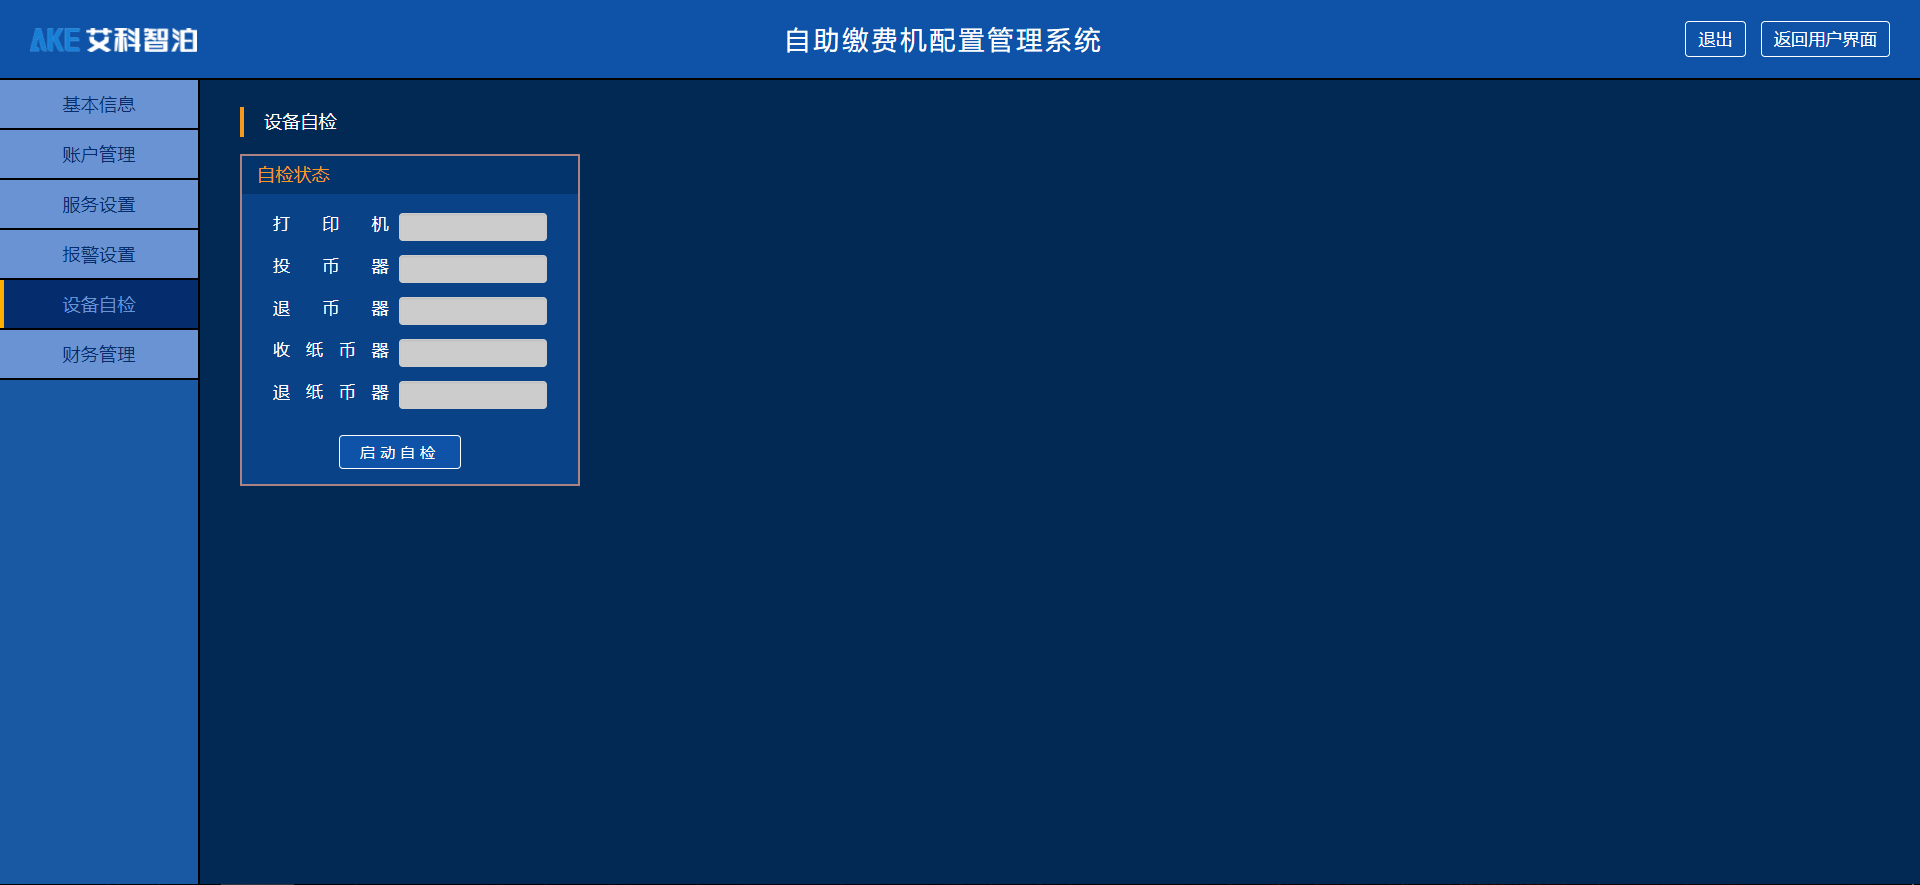 AKE 艾科智泊
自助缴费机配置管理系统
退出
返回用户界面
基本信息
账户管理
服务设置
报警设置
设备自检
财务管理
设备自检
自检状态
打印机
投币器
退币器
收纸币器
退纸币器
启动自检